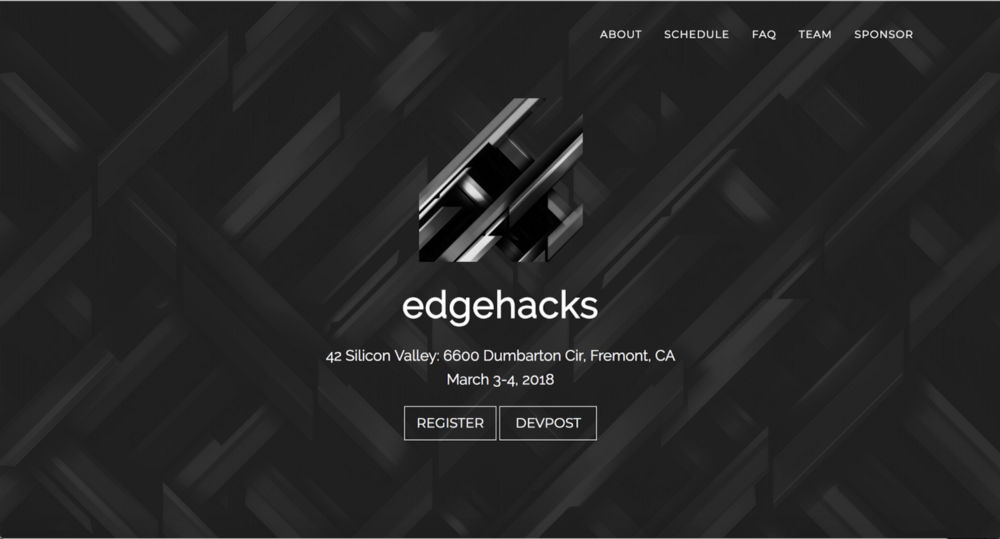 ABOUT SCHEDULE FAQ TEAM SPONSOR
edgehacks
42 Silicon Valley: 6600 Dumbarton Cir, Fremont, CA
March 3-4, 2018
REGISTER DEVPOST